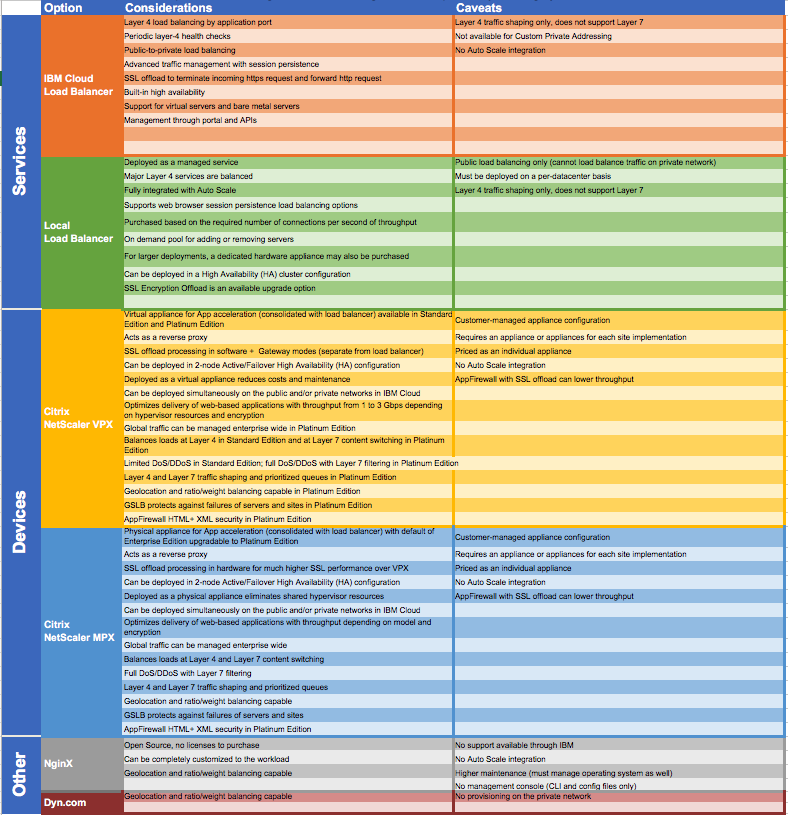 Option Considerations Caveats
Services
IBM Cloud
Load Balancer
Layer 4 load balancing by application port
Layer 4 traffic shaping only, does not support Layer 7
Periodic layer-4 health checks
Not available for Custom Private Addressing
Public-to-private load balancing
No Auto Scale integration
Advanced traffic management with session persistence
SSL offload to terminate incoming https request and forward http request
Built-in high availability
Support for virtual servers and bare metal servers
Management through portal and APIs
Local
Load Balancer
Deployed as a managed service
Public load balancing only (cannot load balance traffic on private network)
Major Layer 4 services are balanced
Must be deployed on a per-datacenter basis
Fully integrated with Auto Scale
Layer 4 traffic shaping only, does not support Layer 7
Supports web browser session persistence load balancing options
Purchased based on the required number of connections per second of throughput
On demand pool for adding or removing servers
For larger deployments, a dedicated hardware appliance may also be purchased
Can be deployed in a High Availability (HA) cluster configuration
SSL Encryption Offload is an available upgrade option
Devices
Citrix
NetScaler VPX
Virtual appliance for App acceleration (consolidated with load balancer) available in Standard
Edition and Platinum Edition
Customer-managed appliance configuration
Acts as a reverse proxy
Requires an appliance or appliances for each site implementation
SSL offload processing in software + Gateway modes (separate from load balancer)
Priced as an individual appliance
Can be deployed in 2-node Active/Failover High Availability (HA) configuration
No Auto Scale integration
Deployed as a virtual appliance reduces costs and maintenance
AppFirewall with SSL offload can lower throughput
Can be deployed simultaneously on the public and/or private networks in IBM Cloud
Optimizes delivery of web-based applications with throughput from 1 to 3 Gbps depending
on hypervisor resources and encryption
Global traffic can be managed enterprise wide in Platinum Edition
Balances loads at Layer 4 in Standard Edition and at Layer 7 content switching in Platinum
Edition
Limited DoS/DDoS in Standard Edition; full DoS/DDoS with Layer 7 filtering in Platinum Edition
Layer 4 and Layer 7 traffic shaping and prioritized queues in Platinum Edition
Geolocation and ratio/weight balancing capable in Platinum Edition
GSLB protects against failures of servers and sites in Platinum Edition
AppFirewall HTML+ XML security in Platinum Edition
Citrix
NetScaler MPX
Physical appliance for App acceleration (consolidated with load balancer) with default of
Enterprise Edition upgradable to Platinum Edition
Customer-managed appliance configuration
Acts as a reverse proxy
Requires an appliance or appliances for each site implementation
SSL offload processing in hardware for much higher SSL performance over VPX
Priced as an individual appliance
Can be deployed in 2-node Active/Failover High Availability (HA) configuration
No Auto Scale integration
Deployed as a physical appliance eliminates shared hypervisor resources
AppFirewall with SSL offload can lower throughput
Can be deployed simultaneously on the public and/or private networks in IBM Cloud
Optimizes delivery of web-based applications with throughput depending on model and
encryption
Global traffic can be managed enterprise wide
Balances loads at Layer 4 and Layer 7 content switching
Full DoS/DDoS with Layer 7 filtering
Layer 4 and Layer 7 traffic shaping and prioritized queues
Geolocation and ratio/weight balancing capable
GSLB protects against failures of servers and sites
AppFirewall HTML+ XML security in Platinum Edition
Other
NginX
Open Source, no licenses to purchase
No support available through IBM
Can be completely customized to the workload
No Auto Scale integration
Geolocation and ratio/weight balancing capable
Higher maintenance (must manage operating system as well)
No management console (CLI and config files only)
Dyn.com
Geolocation and ratio/weight balancing capable
No provisioning on the private network